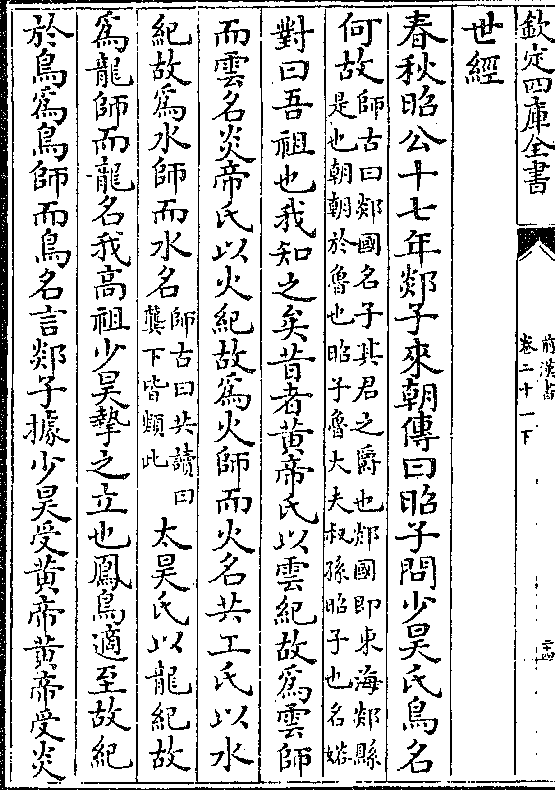 欽定四庫全書
前漢書
卷二十一下
世經
春秋昭公十七年郯子來朝傳曰昭子問少昊氏鳥名
何故師古曰郯國名子其君之爵也郯國即東海郯縣
是也朝朝於魯也昭子魯大夫叔孫昭子也名婼
對曰吾祖也我知之矣昔者黄帝氏以雲紀故爲雲師
而雲名炎帝氏以火紀故爲火師而火名共工氏以水
紀故爲水師而水名師古曰共讀曰
龔下皆類此
太昊氏以龍紀故
爲龍師而龍名我高祖少昊摯之立也鳳鳥適至故紀
於鳥爲鳥師而鳥名言郯子據少昊受黄帝黄帝受炎